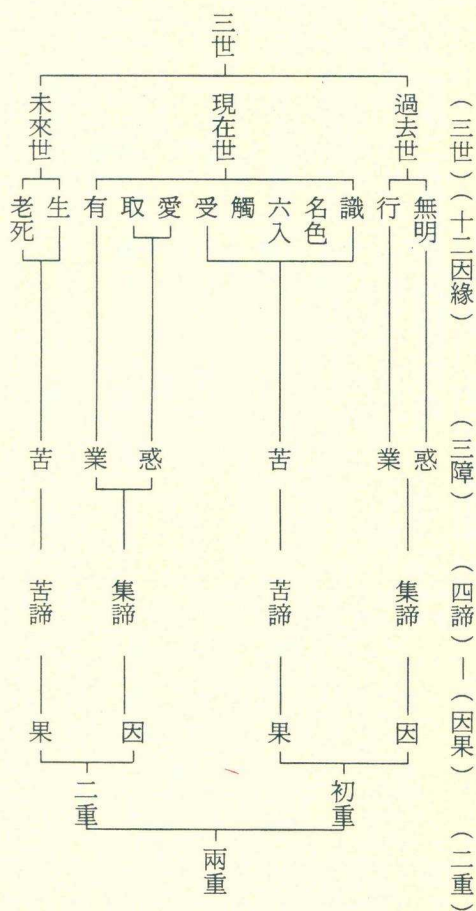 （三世）（十二因緣）（三障）（四諦）—（因果）（二重）
過去世 無明 惑 集諦 因 初重
行 業
三世 現在世 識 苦 苦諦 果
名色
六入
觸
受
愛 惑 集諦 因 二重 兩重
取
有 業
未來世 生 苦 苦諦 果
老死